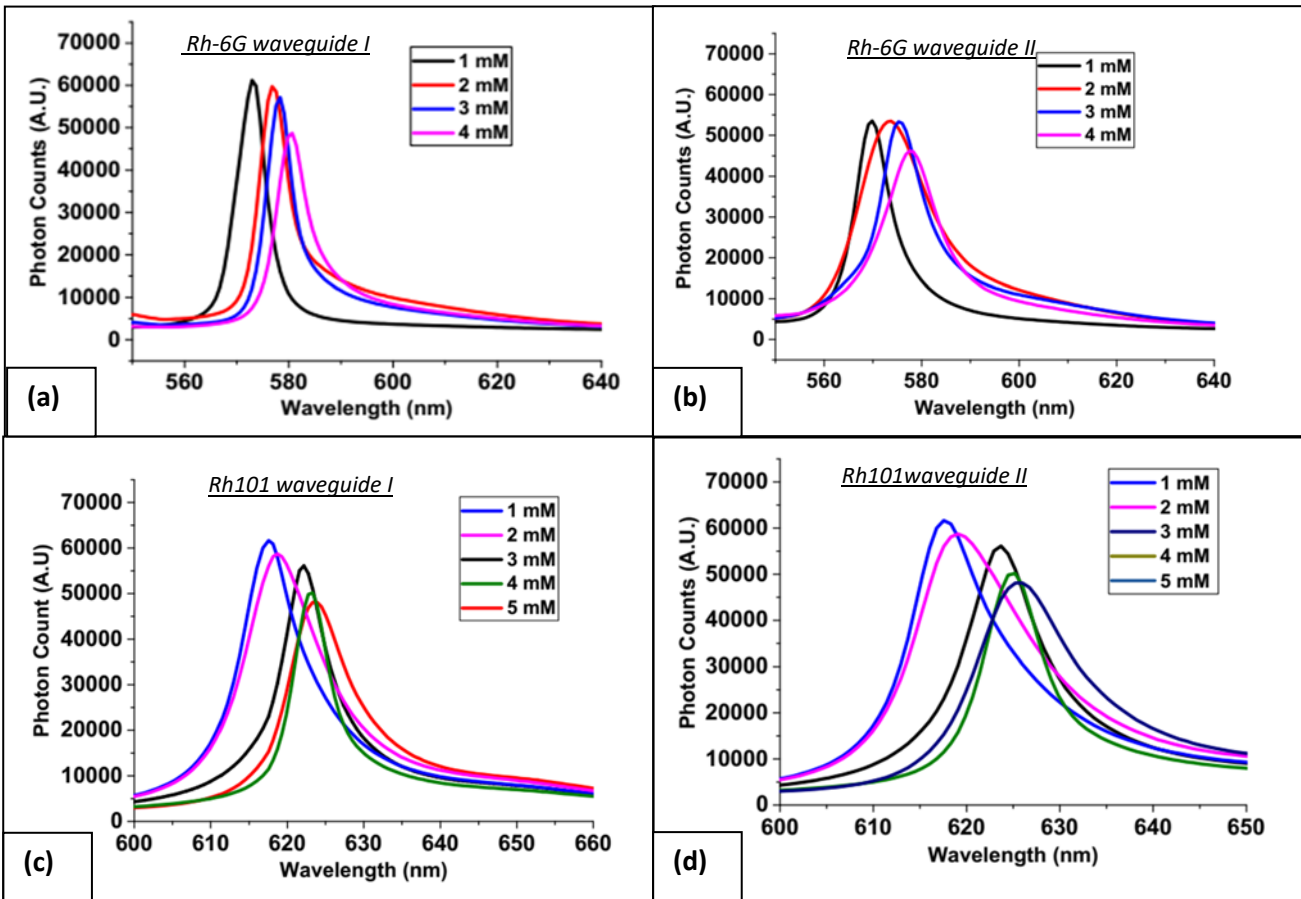 Rh-6G waveguide I
1 mM
2 mM
3 mM
4 mM
Photon Counts (A.U.)
70000
60000
50000
40000
30000
20000
10000
0
560
580
600
620
640
Wavelength (nm)
(a)
Rh-6G waveguide II
1 mM
2 mM
3 mM
4 mM
Photon Counts (A.U.)
70000
60000
50000
40000
30000
20000
10000
0
560
580
600
620
640
Wavelength (nm)
(b)
Rh101 waveguide I
1 mM
2 mM
3 mM
4 mM
5 mM
Photon Count (A.U)
70000
60000
50000
40000
30000
20000
10000
0
600
610
620
630
640
650
660
Wavelength (nm)
(c)
Rh101waveguide II
1 mM
2 mM
3 mM
4 mM
5 mM
Photon Counts (A.U.)
70000
60000
50000
40000
30000
20000
10000
0
600
610
620
630
640
650
Wavelength (nm)
(d)